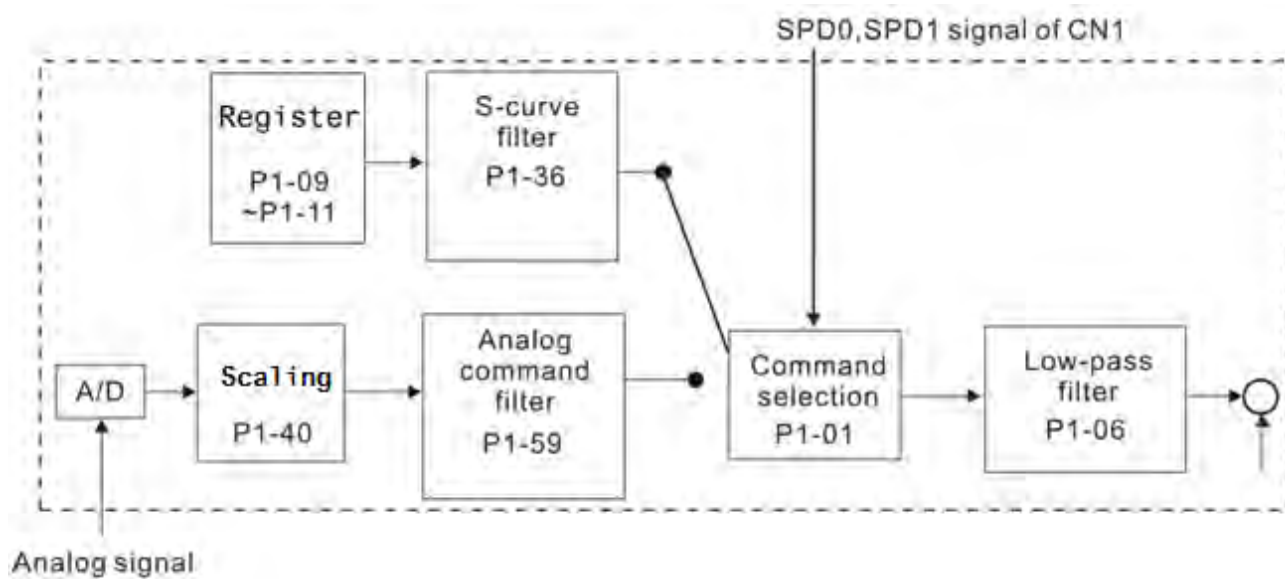 SPD0,SPD1 signal of CN1
Register
P1-09
~P1-11
S-curve
filter
P1-36
A/D
Scaling
P1-40
Analog
command
filter
P1-59
Command
selection
P1-01
Low-pass
filter
P1-06
Analog signal